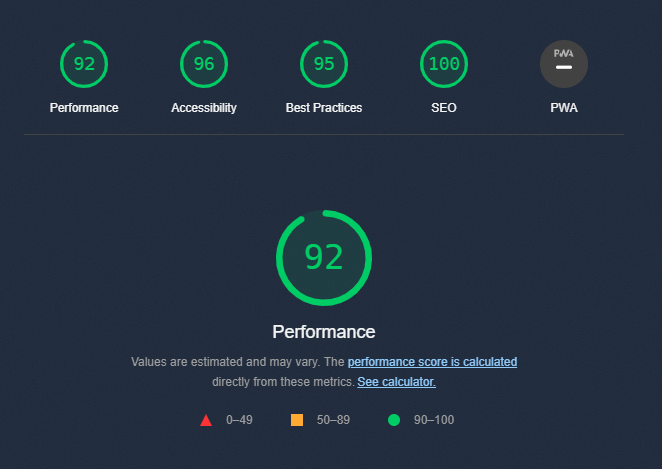 92 96 95 100 PWA
Performance Accessibility Best Practices SEO PWA
92
Performance
Values are estimated and may vary. The performance score is calculated
directly from these metrics. See calculator.
0–49 50–89 90–100